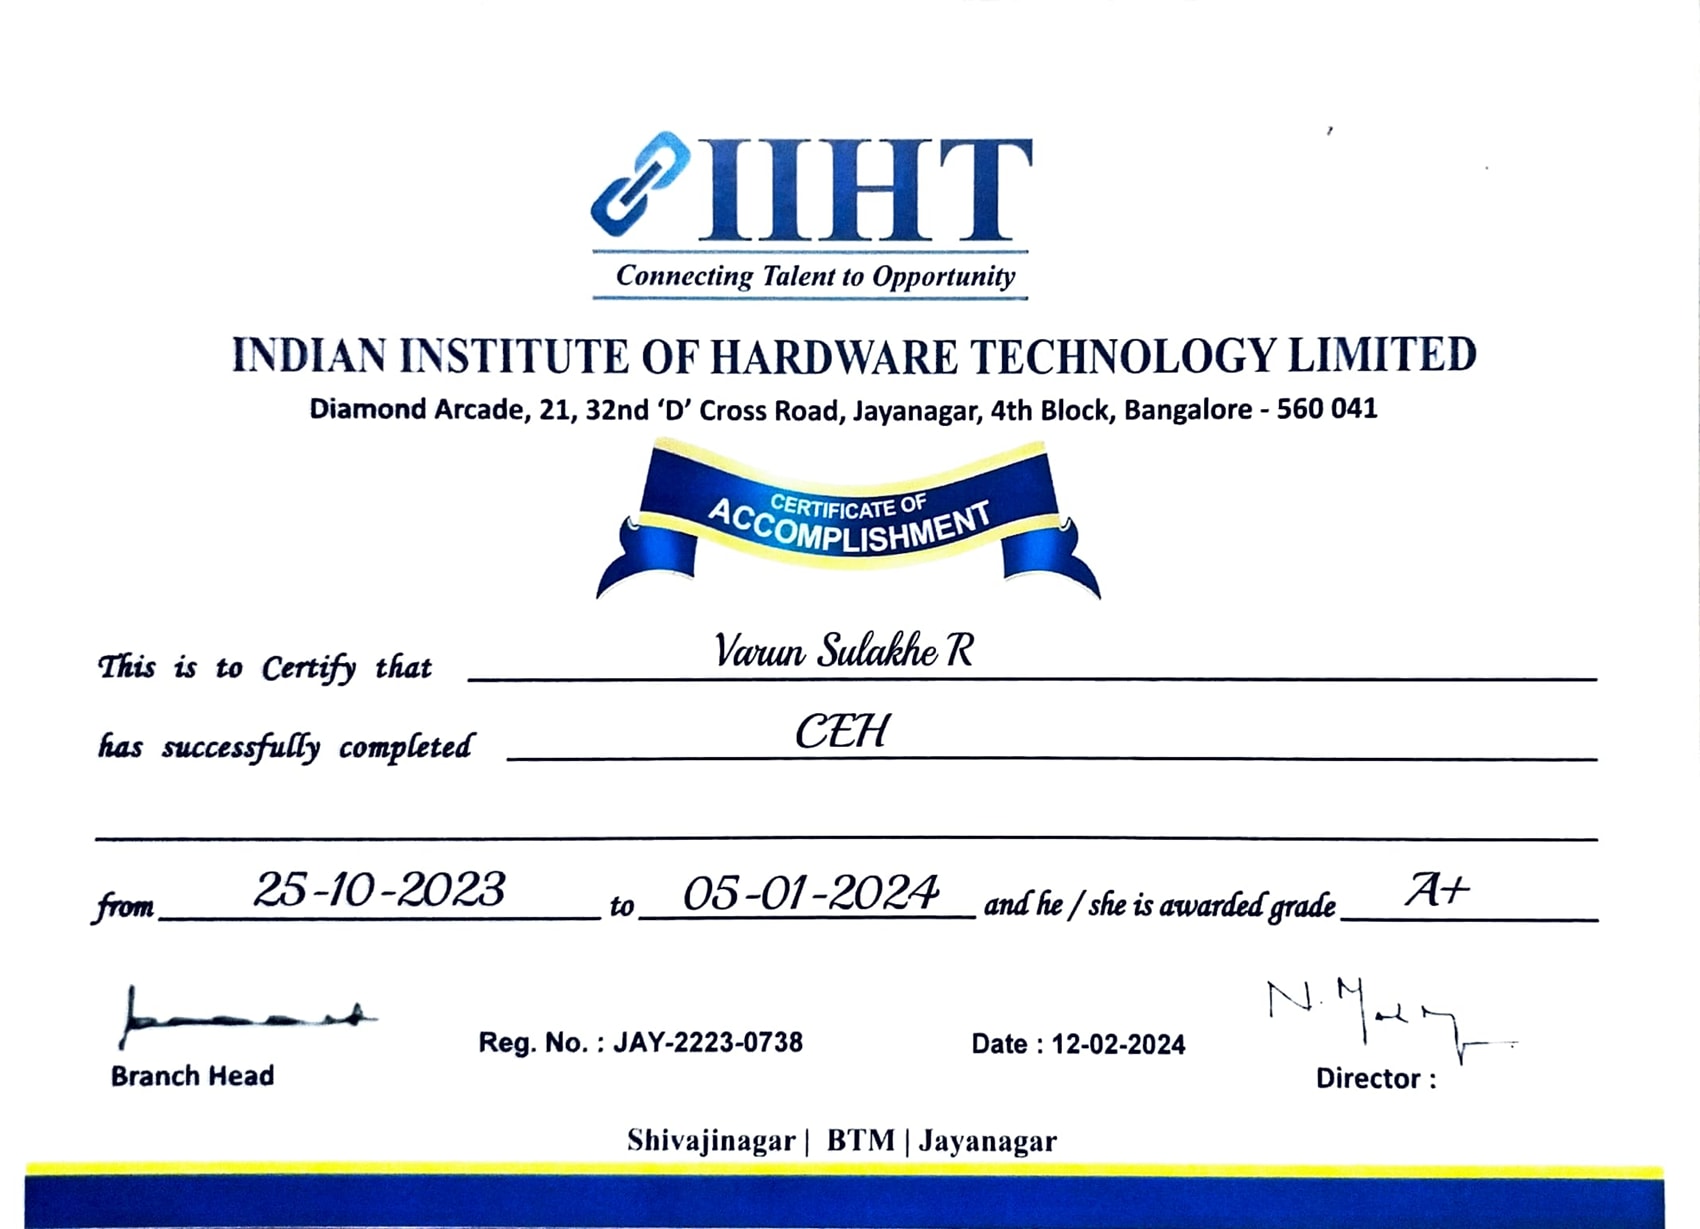 IIHT
Connecting Talent to Opportunity
INDIAN INSTITUTE OF HARDWARE TECHNOLOGY LIMITED
Diamond Arcade, 21, 32nd ‘D’ Cross Road, Jayanagar, 4th Block, Bangalore - 560 041
CERTIFICATE OF
ACCOMPLISHMENT
This is to Certify that Varun Sulakhe R
has successfully completed CEH
from 25-10-2023 to 05-01-2024 and he / she is awarded grade A+
Reg. No. : JAY-2223-0738 Date : 12-02-2024
Branch Head Director :
Shivajinagar | BTM | Jayanagar